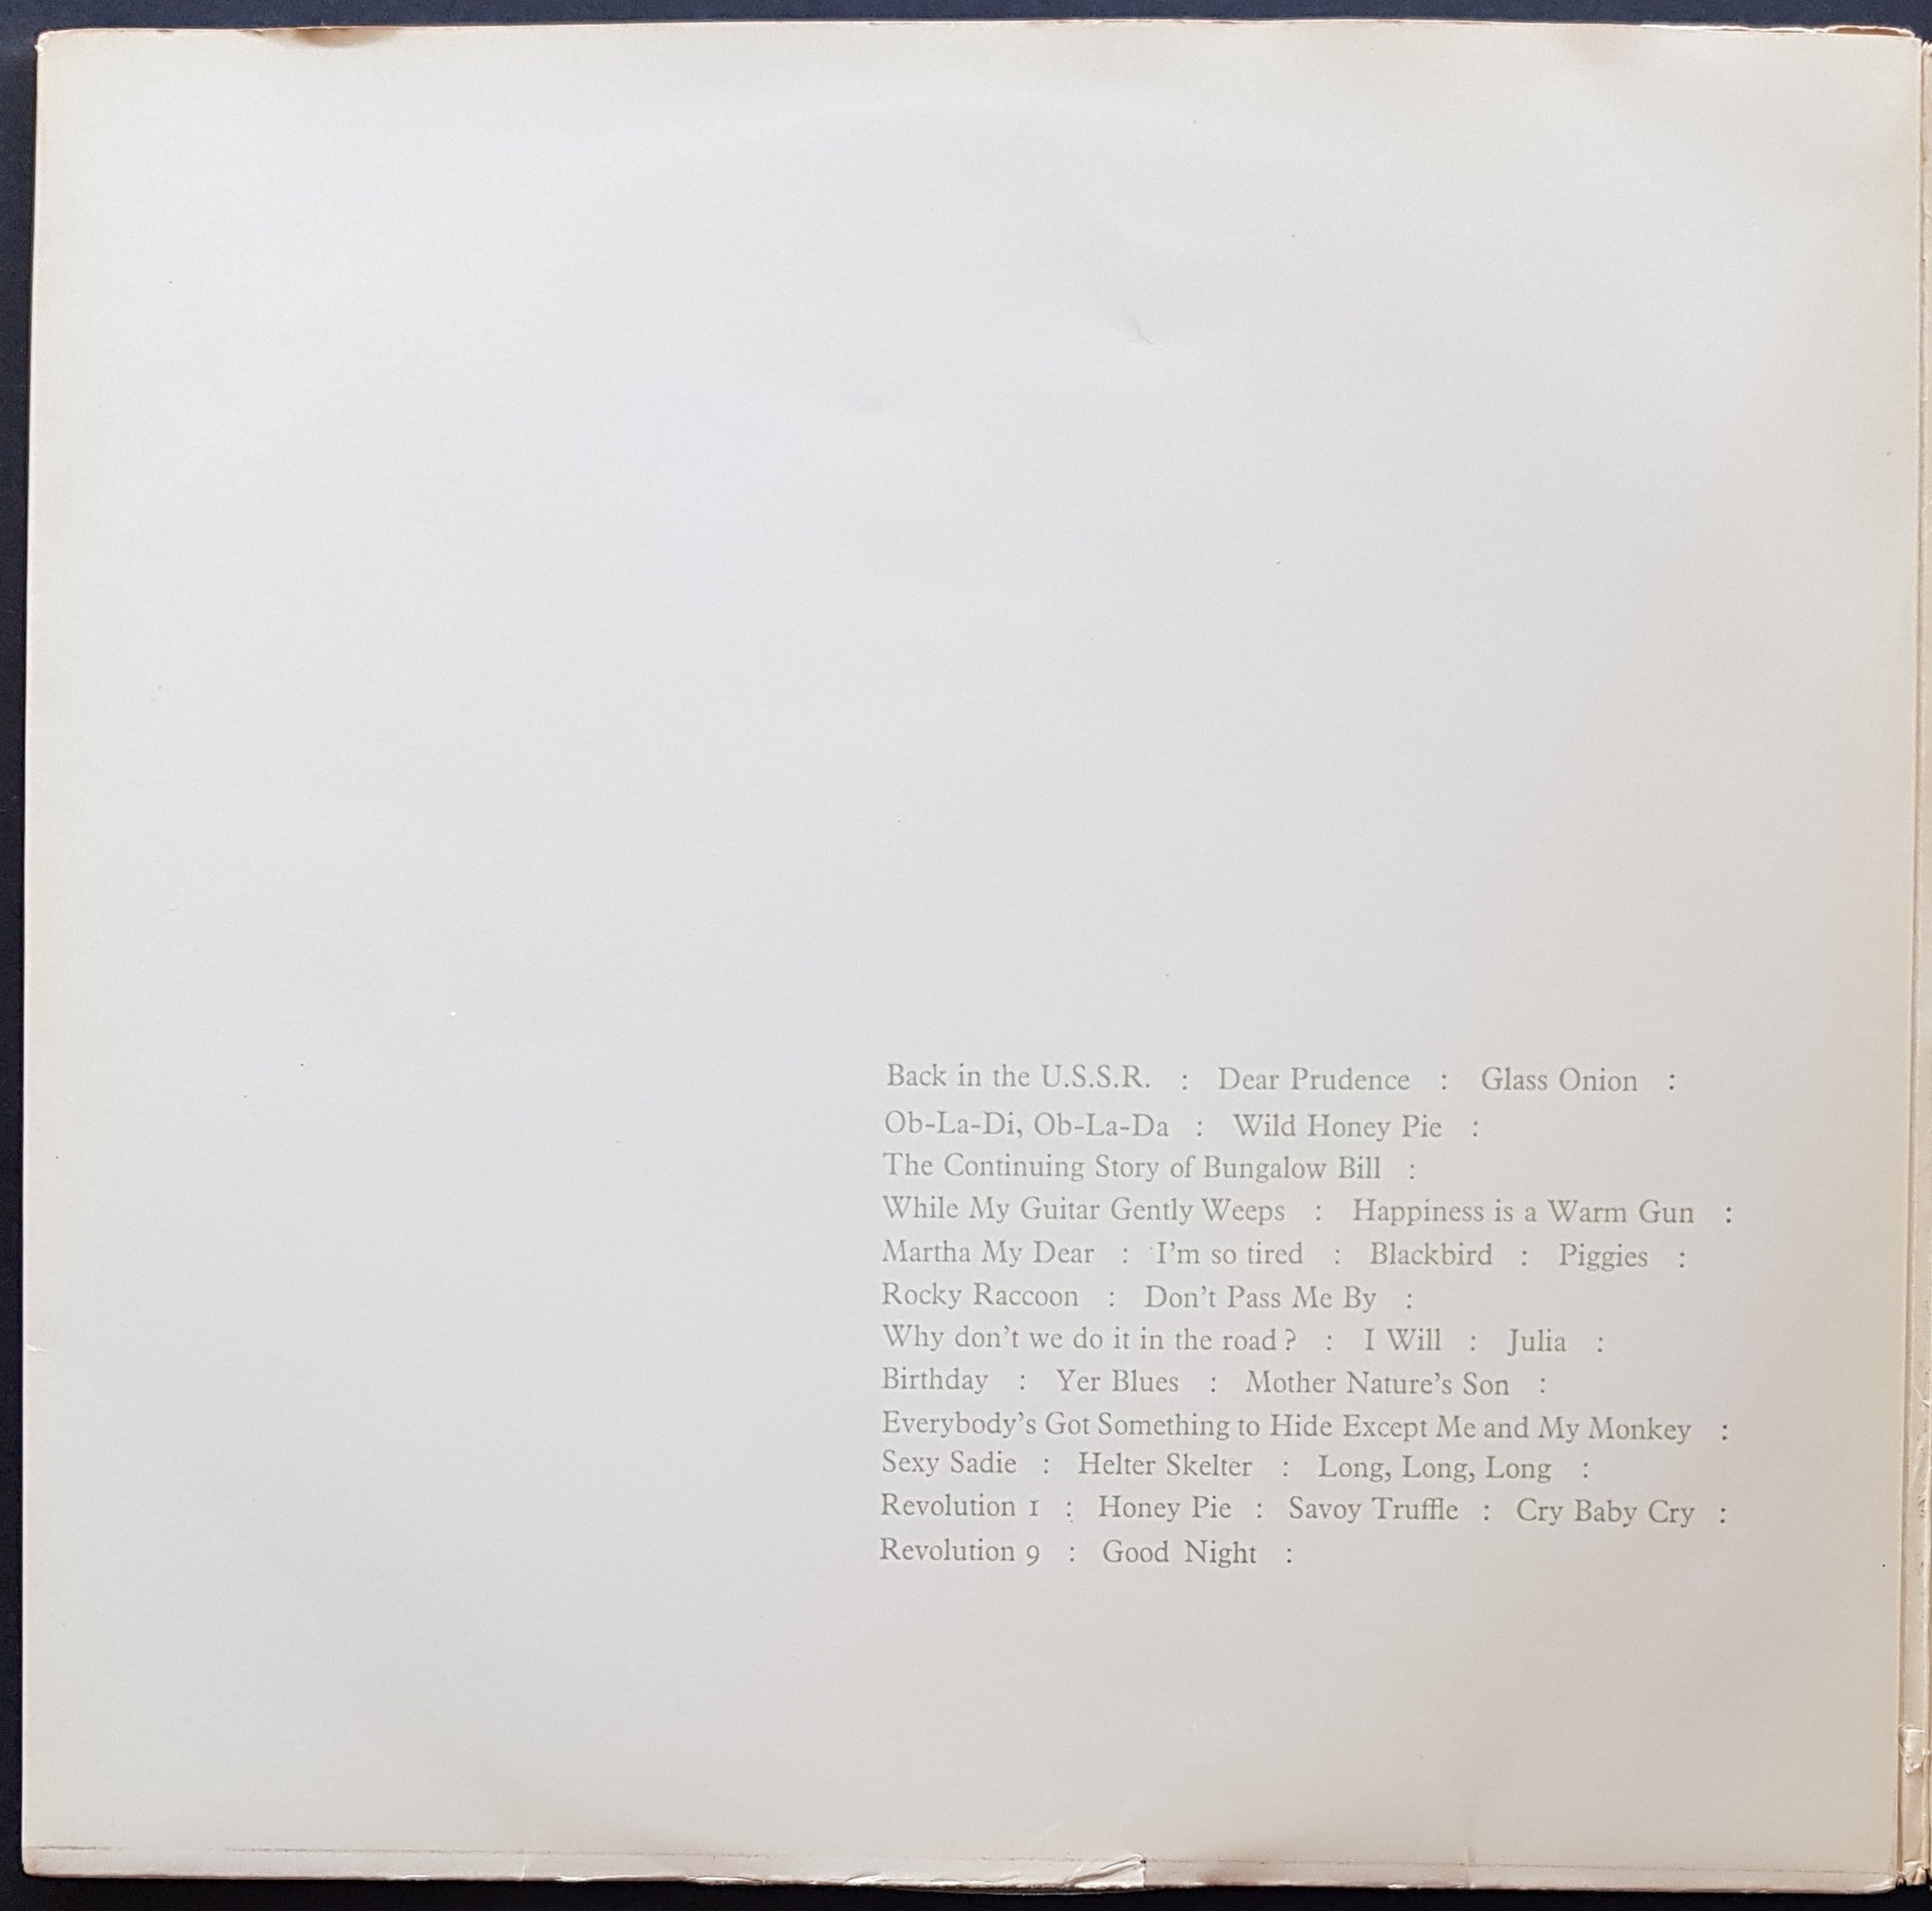 Back in the U.S.S.R. : Dear Prudence : Glass Onion :
Ob-La-Di, Ob-La-Da : Wild Honey Pie :
The Continuing Story of Bungalow Bill :
While My Guitar Gently Weeps : Happiness is a Warm Gun :
Martha My Dear : I'm so tired : Blackbird : Piggies :
Rocky Raccoon : Don't Pass Me By :
Why don't we do it in the road? : I Will : Julia :
Birthday : Yer Blues : Mother Nature's Son :
Everybody's Got Something to Hide Except Me and My Monkey :
Sexy Sadie : Helter Skelter : Long, Long, Long :
Revolution 1 : Honey Pie : Savoy Truffle : Cry Baby Cry :
Revolution 9 : Good Night :